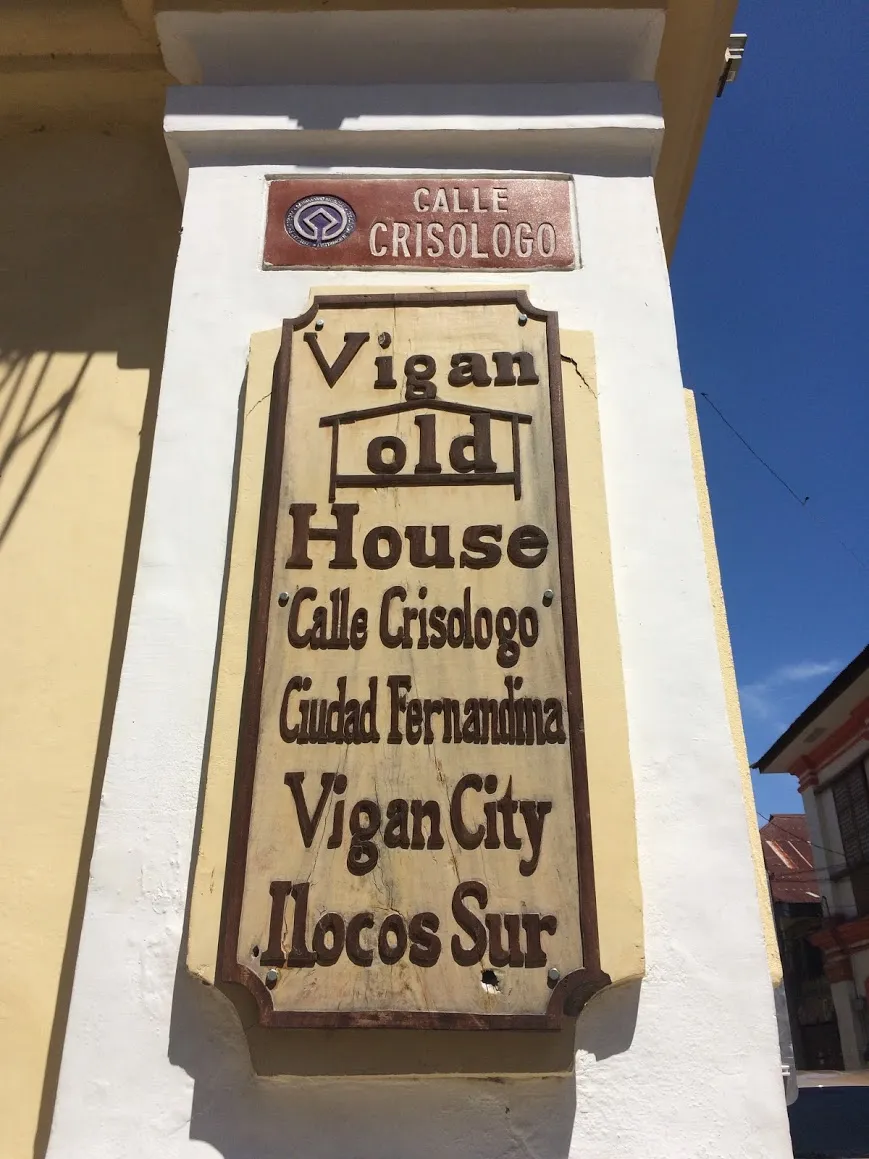 CALLE
CRISOLOGO
Vigan
old
House
Calle Crisologo
Ciudad Fernandina
Vigan City
Ilocos Sur